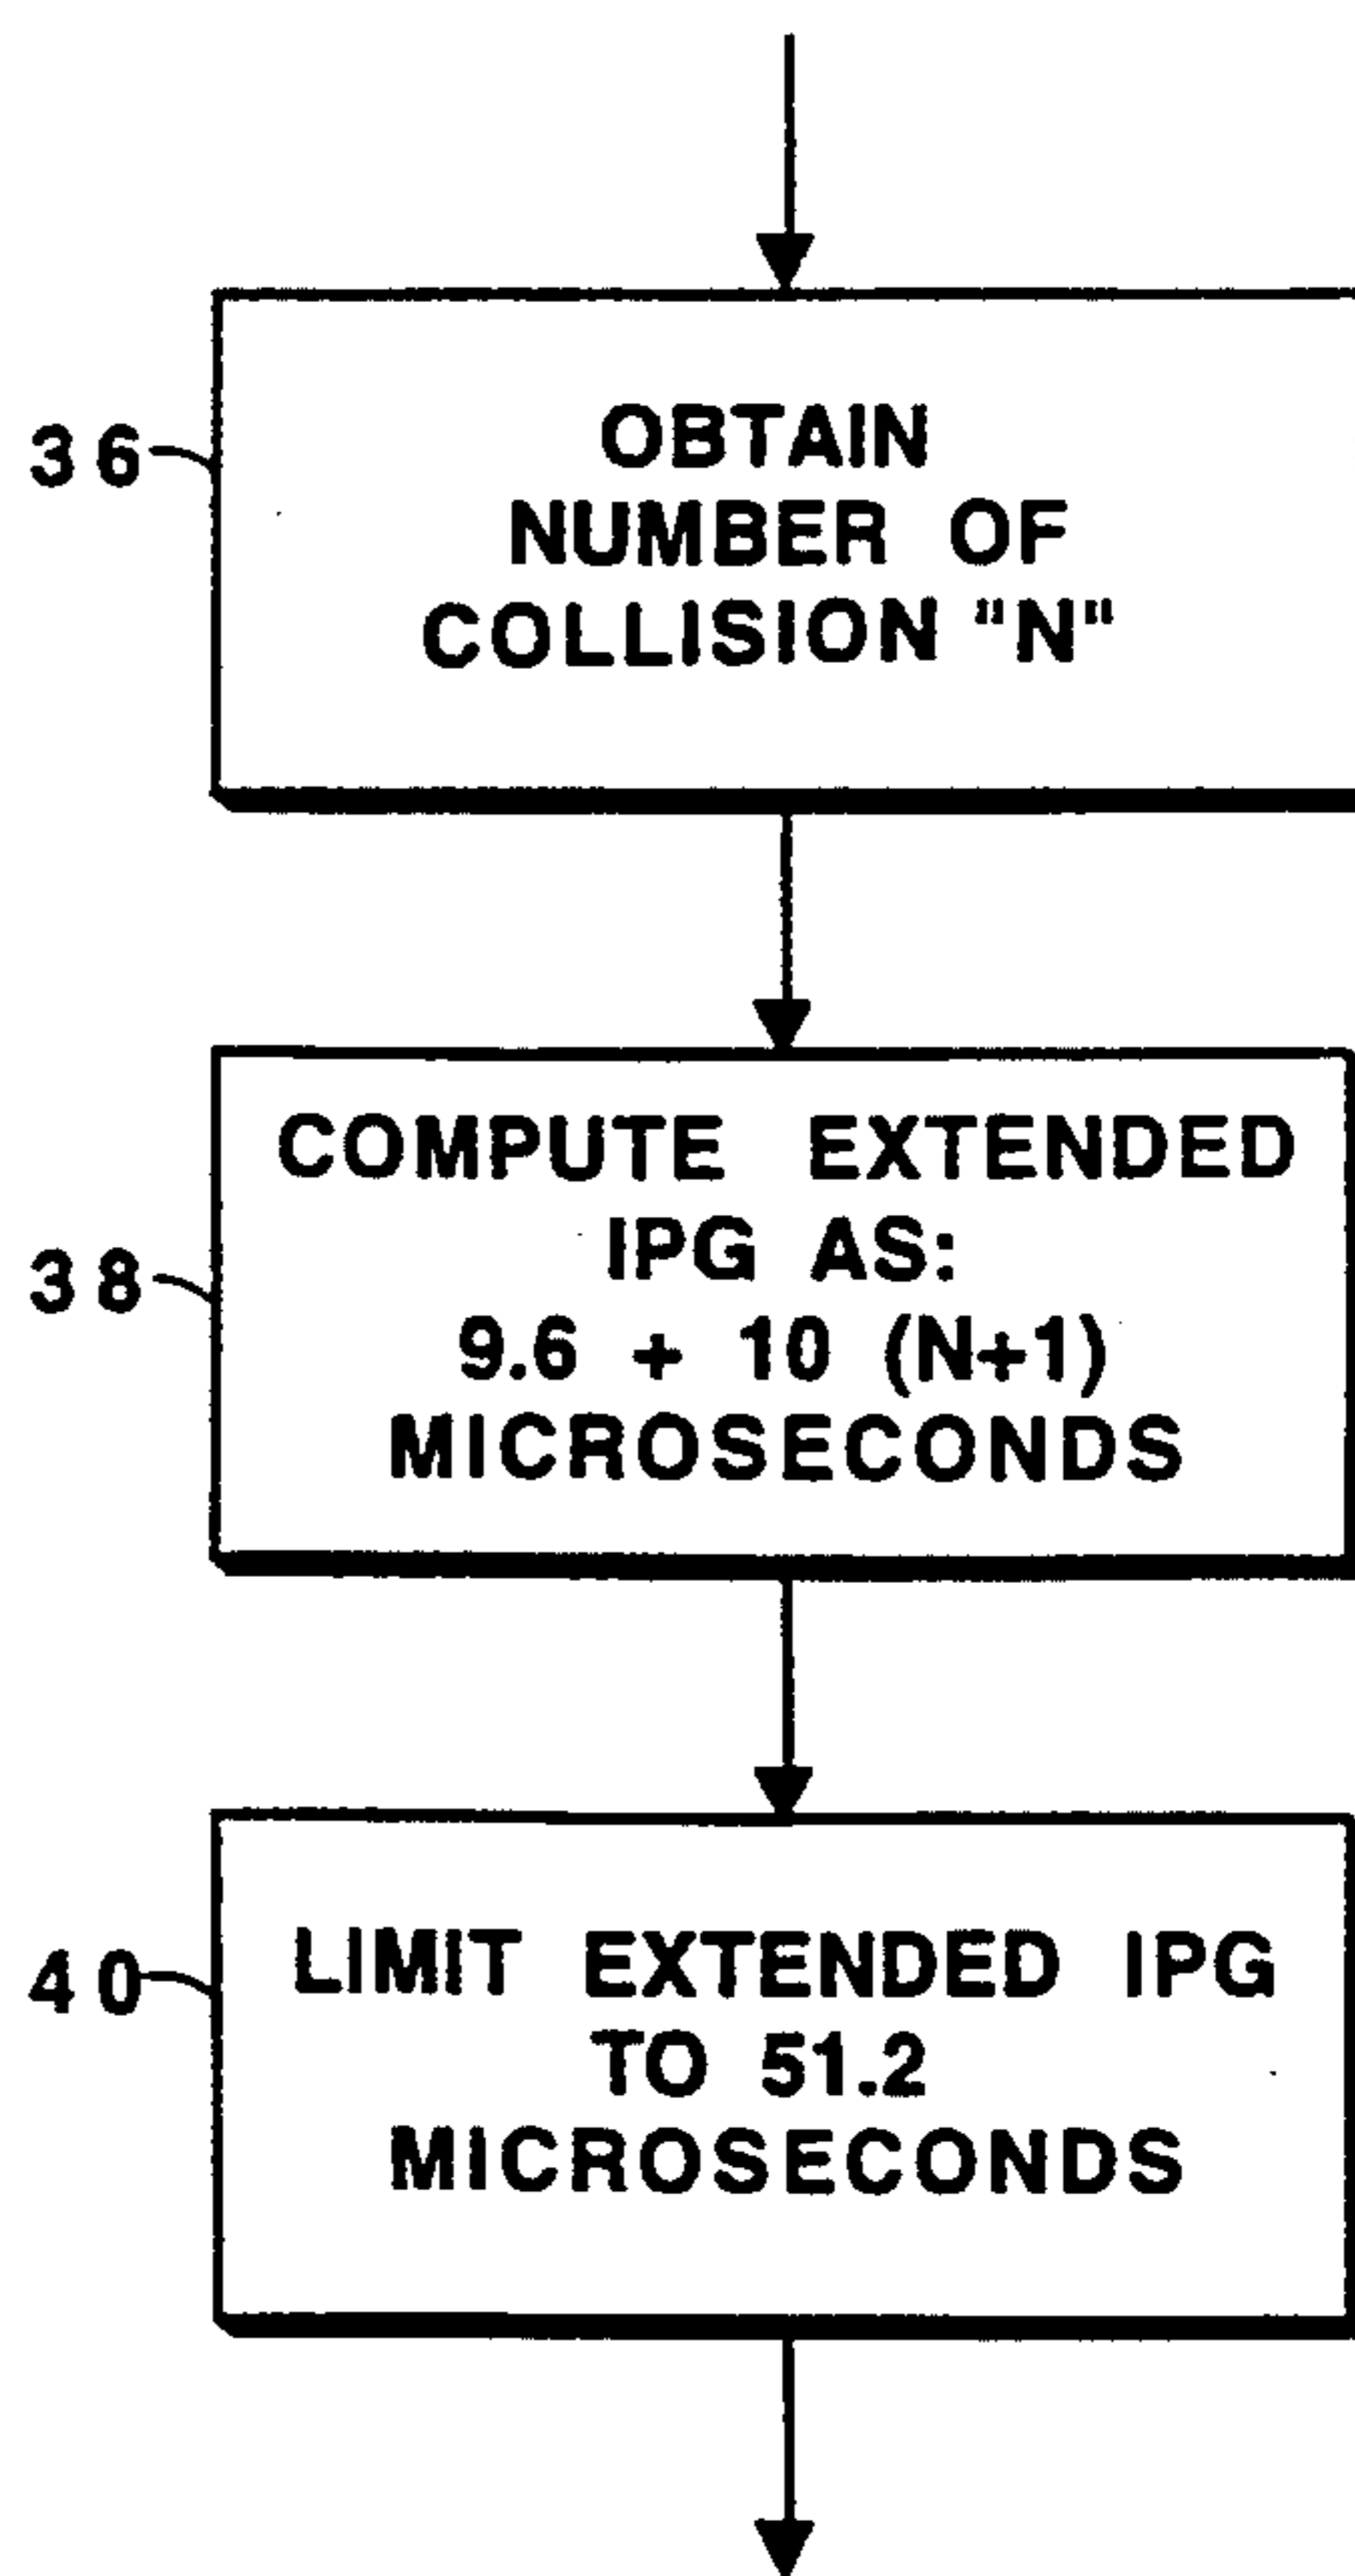 36
OBTAIN
NUMBER OF
COLLISION "N"
38
COMPUTE EXTENDED
IPG AS:
9.6 + 10 (N+1)
MICROSECONDS
40
LIMIT EXTENDED IPG
TO 51.2
MICROSECONDS